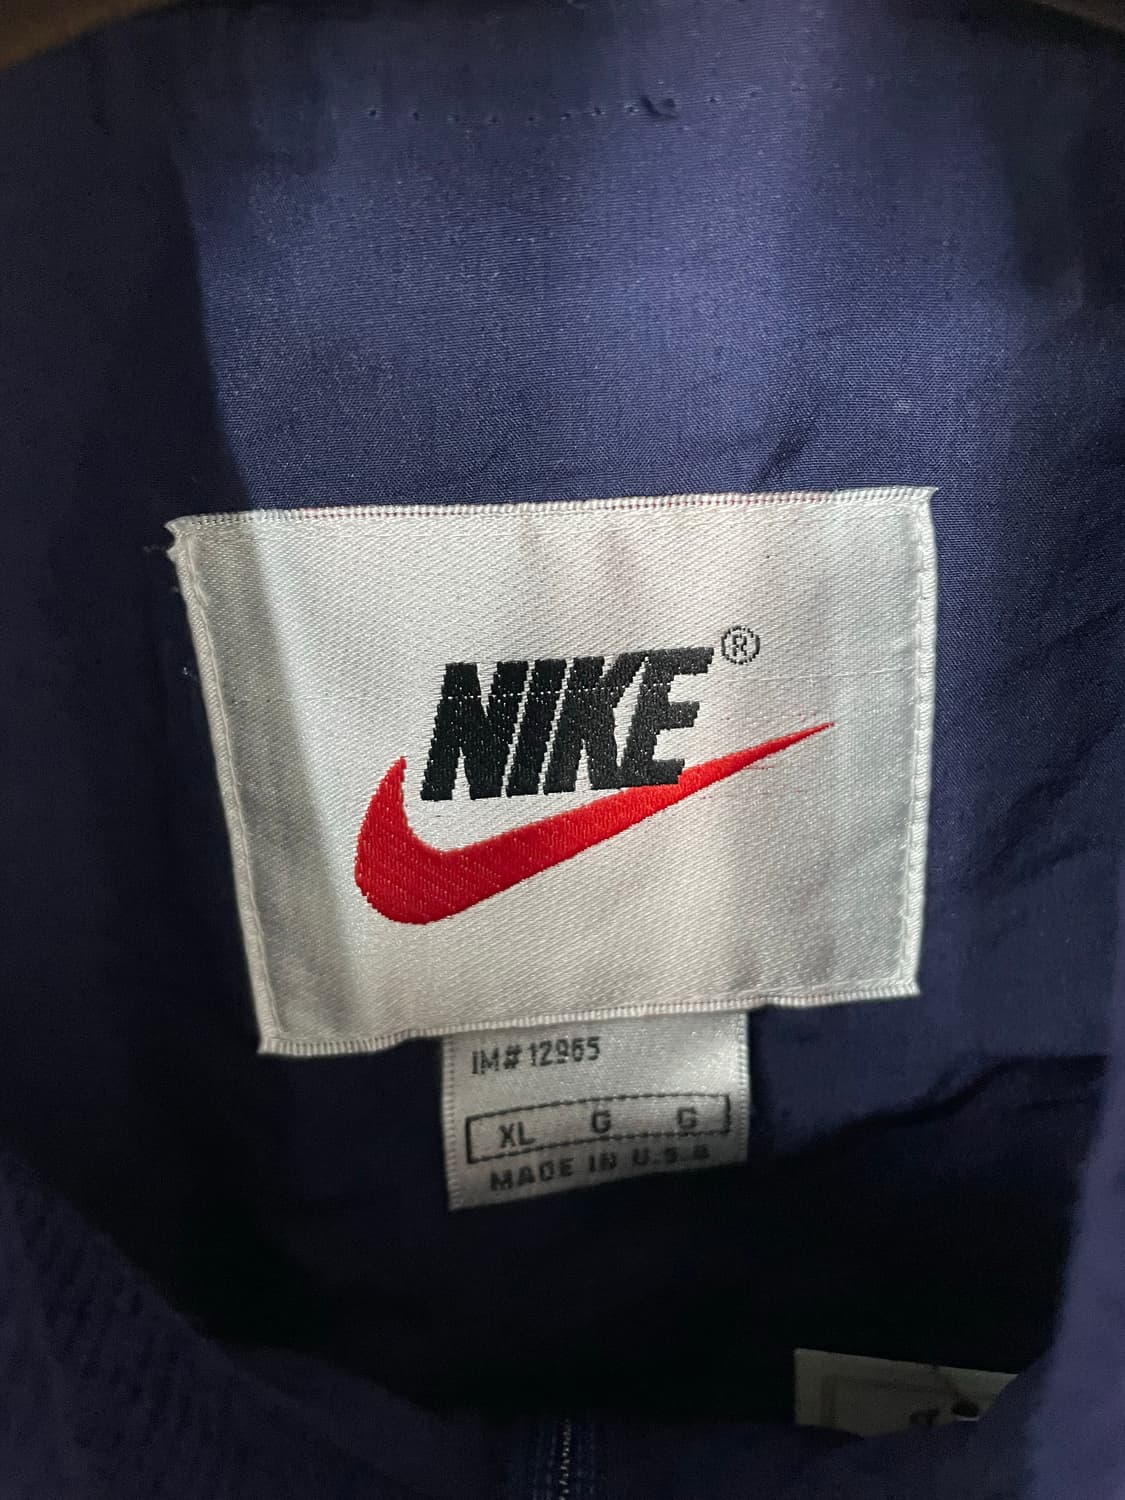 NIKE®
IM# 12965
XL G G
MADE IN U.S.A